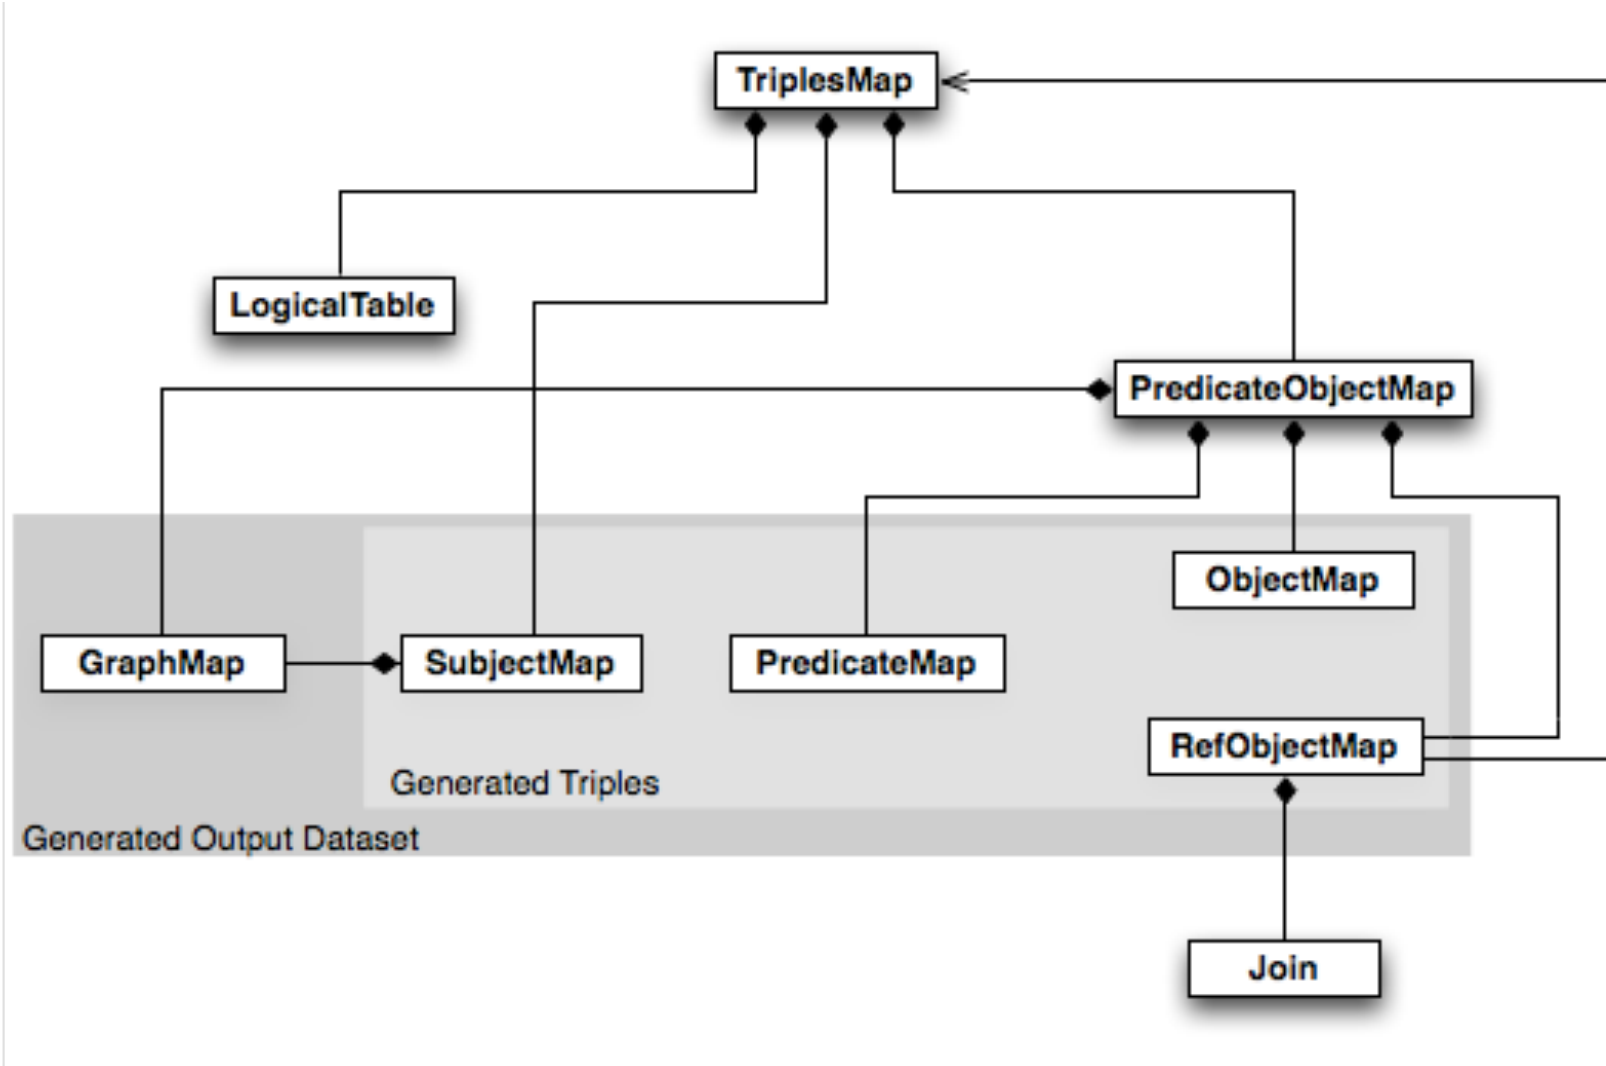 TriplesMap
LogicalTable
PredicateObjectMap
ObjectMap
GraphMap
SubjectMap
PredicateMap
RefObjectMap
Generated Triples
Generated Output Dataset
Join